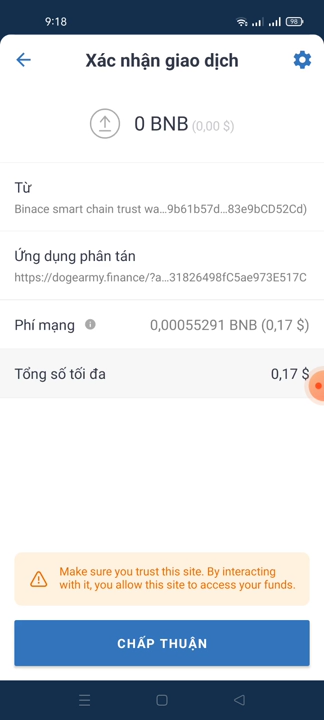 9:18
98
Xác nhận giao dịch
0 BNB (0,00 $)
Từ
Binace smart chain trust wa...9b61b57d...83e9bCD52Cd)
Ứng dụng phân tán
https://dogearmy.finance/?a...31826498fC5ae973E517C
Phí mạng 0,00055291 BNB (0,17 $)
Tổng số tối đa 0,17 $
Make sure you trust this site. By interacting
with it, you allow this site to access your funds.
CHẤP THUẬN